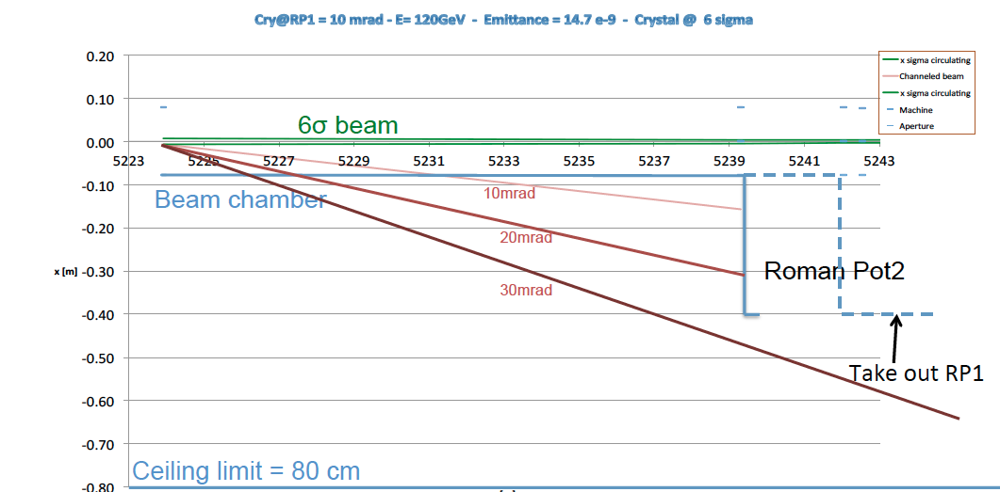 Cry@RP1 = 10 mrad - E= 120GeV - Emittance = 14.7 e-9 - Crystal @ 6 sigma
x sigma circulating
Channeled beam
x sigma circulating
Machine
Aperture
0.20
0.10
0.00
-0.10
-0.20
-0.30
-0.40
-0.50
-0.60
-0.70
-0.80
x [m]
5223
5225
5227
5229
5231
5233
5235
5237
5239
5241
5243
6σ beam
Beam chamber
10mrad
20mrad
30mrad
Roman Pot2
Take out RP1
Ceiling limit = 80 cm